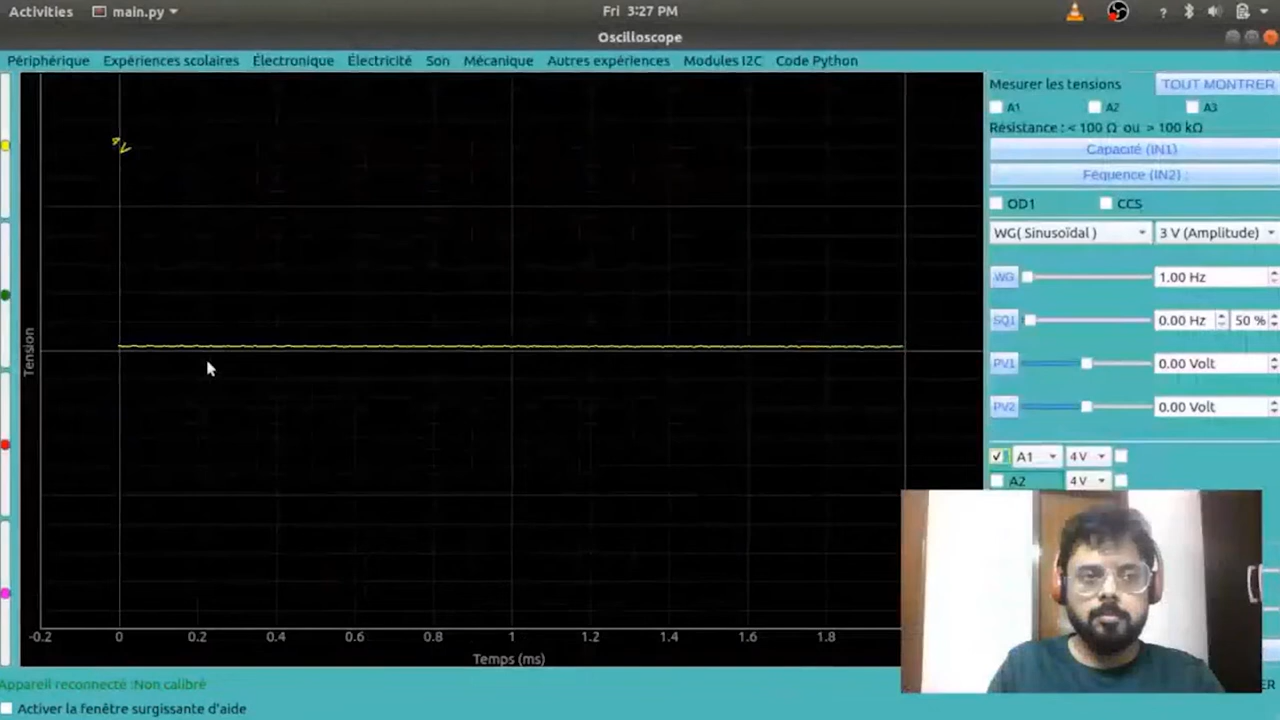 Activities main.py Fri 3:27 PM ?
Oscilloscope
Périphérique Expériences scolaires Électronique Électricité Son Mécanique Autres expériences Modules I2C Code Python
Mesurer les tensions TOUT MONTRER
A1 A2 A3
Résistance : < 100 Ω ou > 100 kΩ
Capacité (IN1)
Féquence (IN2) :
OD1 CCS
WG( Sinusoïdal ) 3 V (Amplitude)
WG 1.00 Hz
SQ1 0.00 Hz 50 %
PV1 0.00 Volt
PV2 0.00 Volt
A1 4 V
A2 4 V
Tension
-0.2 0 0.2 0.4 0.6 0.8 1 1.2 1.4 1.6 1.8
Temps (ms)
Appareil reconnecté :Non calibré
ER
Activer la fenêtre surgissante d'aide